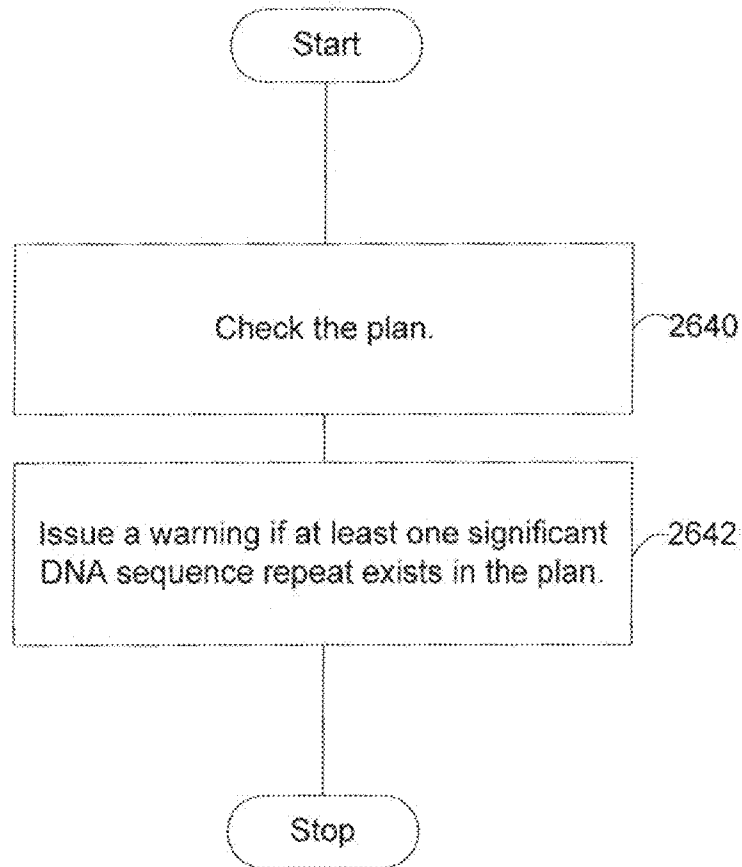 Start
Check the plan.
2640
Issue a warning if at least one significant
DNA sequence repeat exists in the plan.
2642
Stop